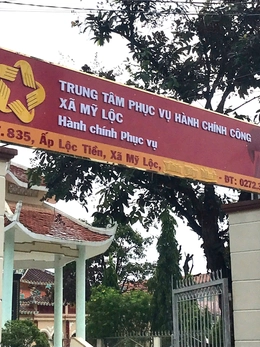 TRUNG TÂM PHỤC VỤ HÀNH CHÍNH CÔNG
XÃ MỸ LỘC
Hành chính phục vụ
T. 835, Ấp Lộc Tiền, Xã Mỹ Lộc, - ĐT: 0272.3